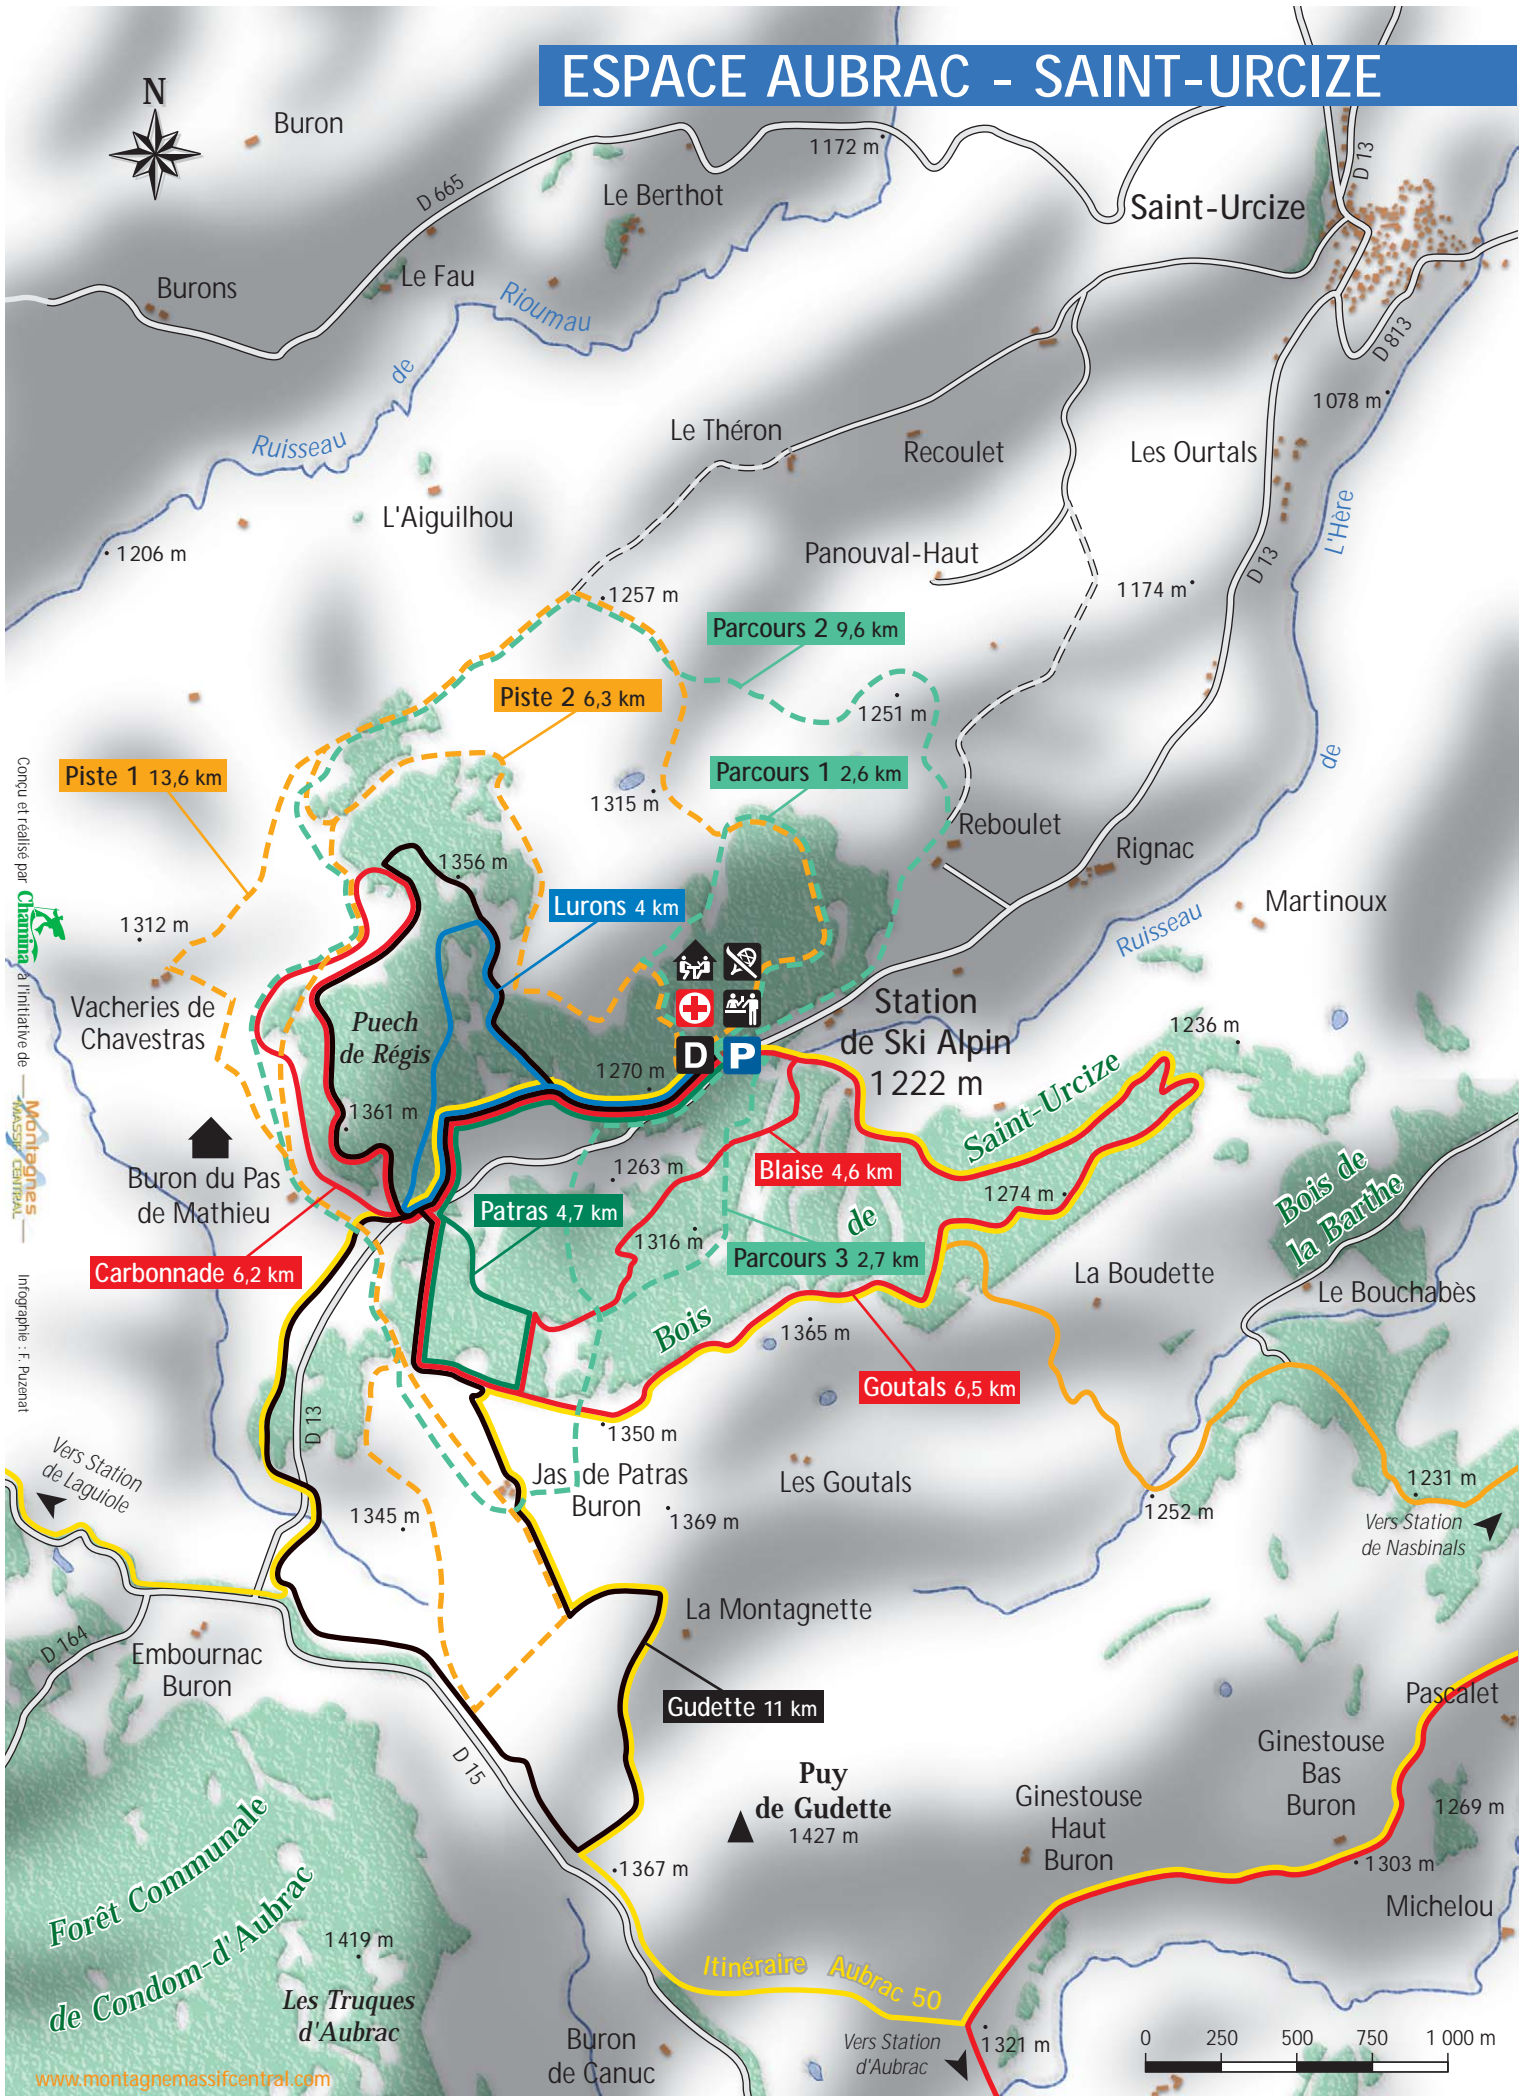 ESPACE AUBRAC - SAINT-URCIZE
N
Buron
1172 m
D 13
D 665
Le Berthot
Saint-Urcize
Burons
Le Fau
Rioumau
de
Ruisseau
D 813
1078 m
Le Théron
Recoulet
Les Ourtals
L'Aiguilhou
L'Hère
1206 m
Panouval-Haut
D 13
1257 m
1174 m
Parcours 2 9,6 km
Piste 2 6,3 km
1251 m
de
Piste 1 13,6 km
Parcours 1 2,6 km
1315 m
Reboulet
Rignac
1356 m
Martinoux
Lurons 4 km
1312 m
Ruisseau
Vacheries de
Chavestras
Puech
de Régis
Station
de Ski Alpin
1222 m
1236 m
D
P
1270 m
1361 m
Saint-Urcize
Buron du Pas
de Mathieu
1263 m
Blaise 4,6 km
1274 m
Bois de
la Barthe
Patras 4,7 km
de
1316 m
Parcours 3 2,7 km
Carbonnade 6,2 km
La Boudette
Le Bouchabès
Bois
1365 m
Goutals 6,5 km
D 13
1350 m
Vers Station
de Laguiole
Jas de Patras
Buron
Les Goutals
1231 m
1345 m
1369 m
1252 m
Vers Station
de Nasbinals
La Montagnette
D 164
Embournac
Buron
Gudette 11 km
Pascalet
D 15
Ginestouse
Bas
Buron
Puy
de Gudette
1427 m
Ginestouse
Haut
Buron
1269 m
1367 m
1303 m
Michelou
Forêt Communale
de Condom-d'Aubrac
1419 m
Les Truques
d'Aubrac
Itinéraire Aubrac 50
Buron
de Canuc
Vers Station
d'Aubrac
1321 m
0 250 500 750 1 000 m
www.montagnemassifcentral.com
Conçu et réalisé par Chamina à l'initiative de Montagnes MASSIF CENTRAL
Infographie : F. Puzenat